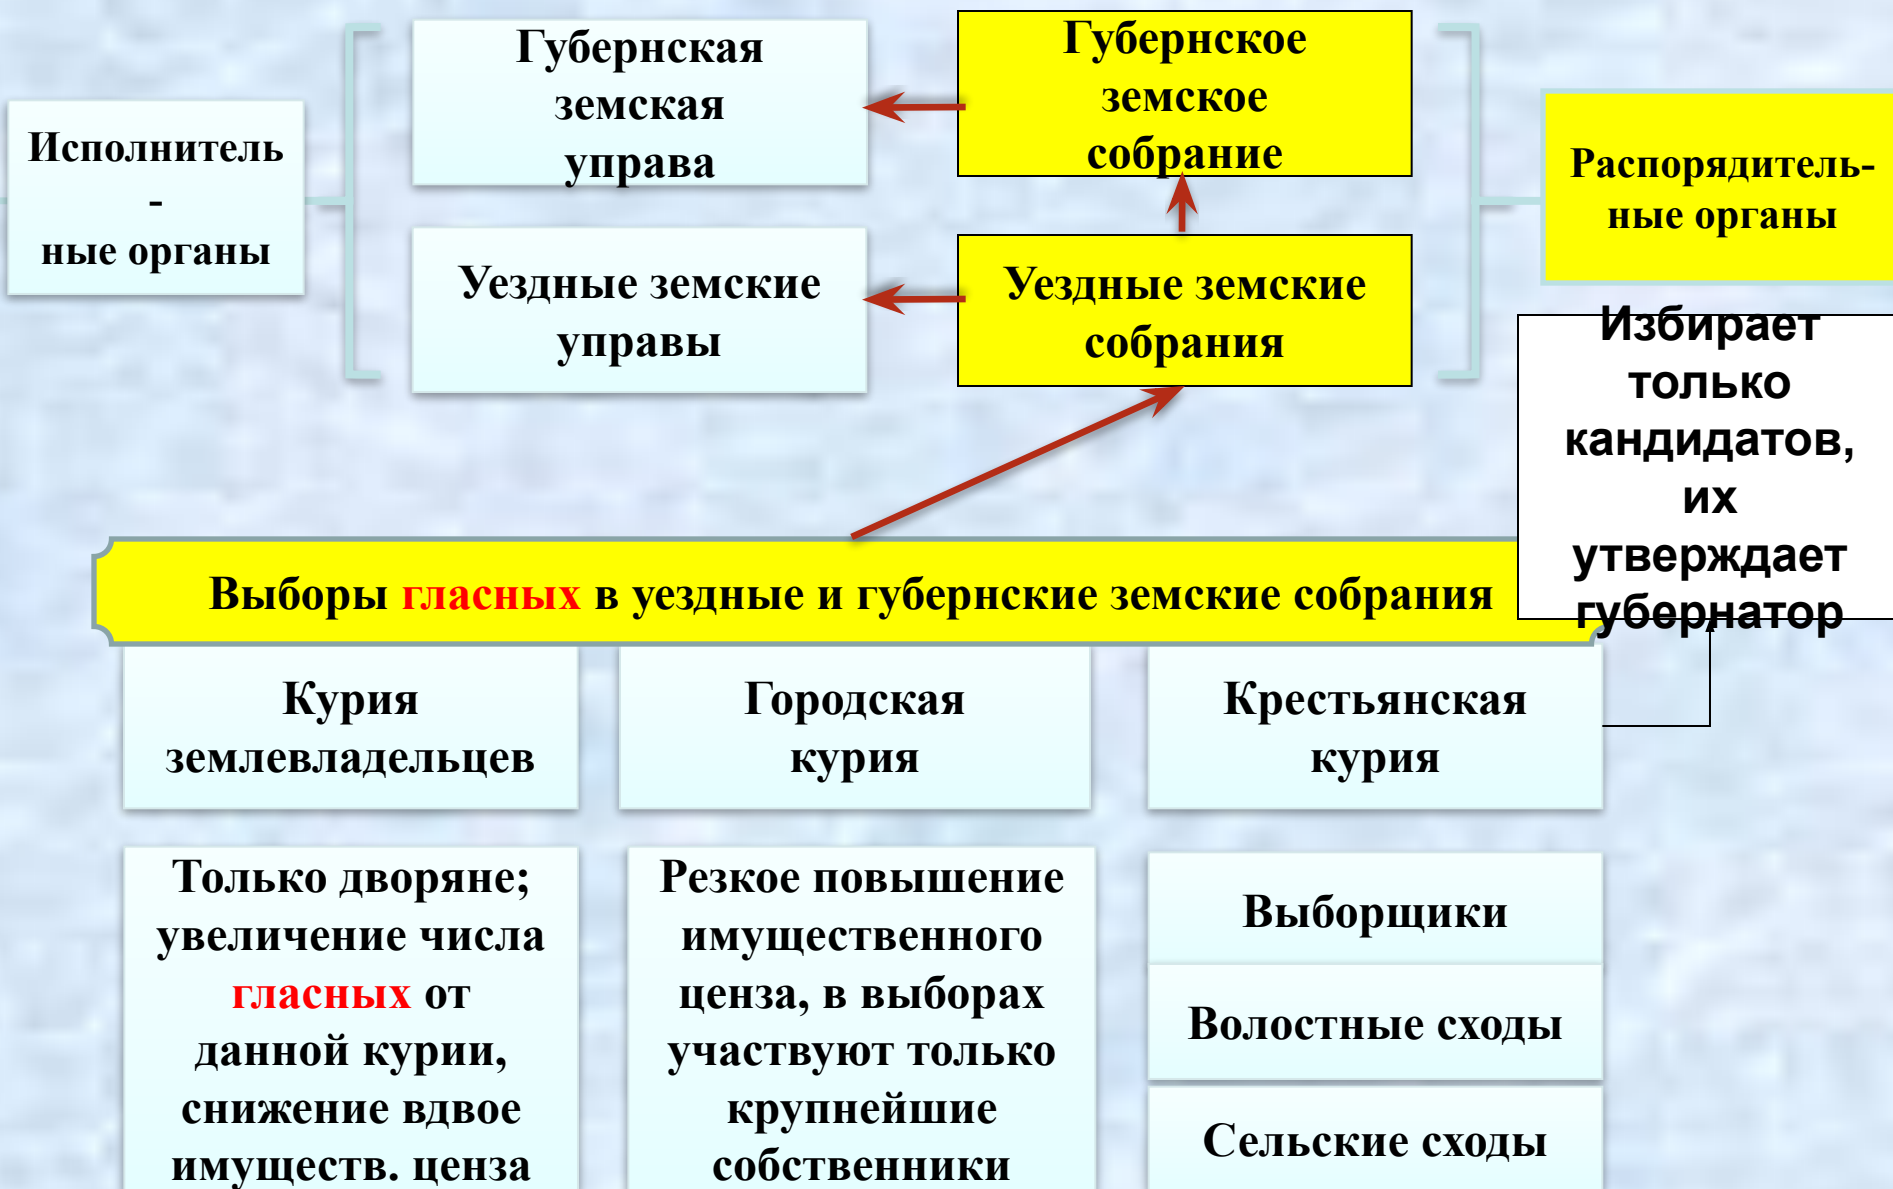 Губернская
земская
управа
Губернское
земское
собрание
Исполнитель
-
ные органы
Распорядитель-
ные органы
Уездные земские
управы
Уездные земские
собрания
Избирает
только
кандидатов,
их
утверждает
губернатор
Выборы гласных в уездные и губернские земские собрания
Курия
землевладельцев
Городская
курия
Крестьянская
курия
Только дворяне;
увеличение числа
гласных от
данной курии,
снижение вдвое
имуществ. ценза
Резкое повышение
имущественного
ценза, в выборах
участвуют только
крупнейшие
собственники
Выборщики
Волостные сходы
Сельские сходы